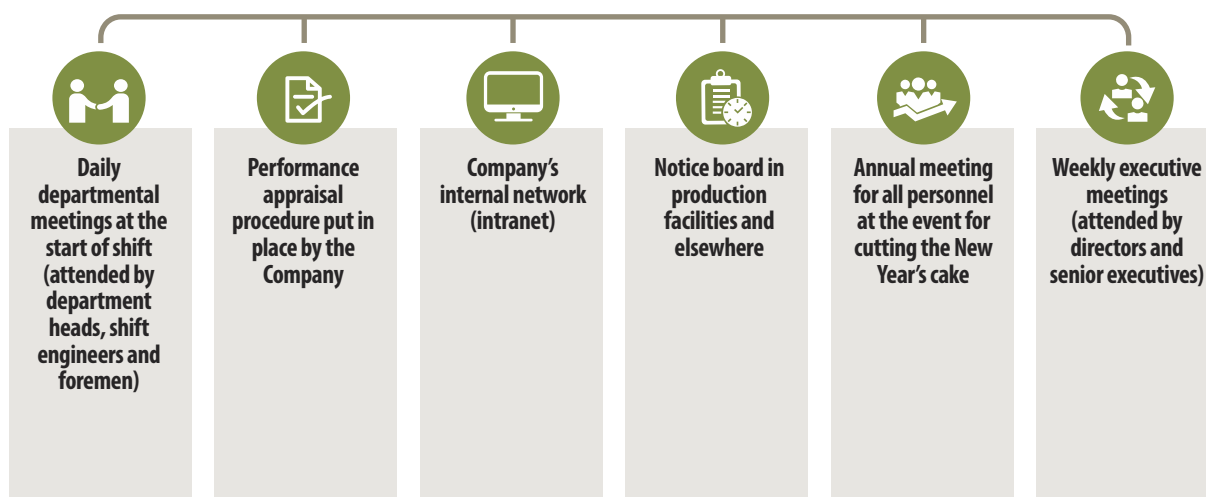 Daily
departmental
meetings at the
start of shift
(attended by
department
heads, shift
engineers and
foremen)
Performance
appraisal
procedure put in
place by the
Company
Company's
internal network
(intranet)
Notice board in
production
facilities and
elsewhere
Annual meeting
for all personnel
at the event for
cutting the New
Year's cake
Weekly executive
meetings
(attended by
directors and
senior executives)